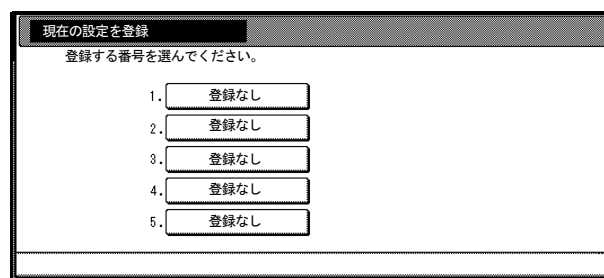 現在の設定を登録
登録する番号を選んでください。
1. 登録なし
2. 登録なし
3. 登録なし
4. 登録なし
5. 登録なし